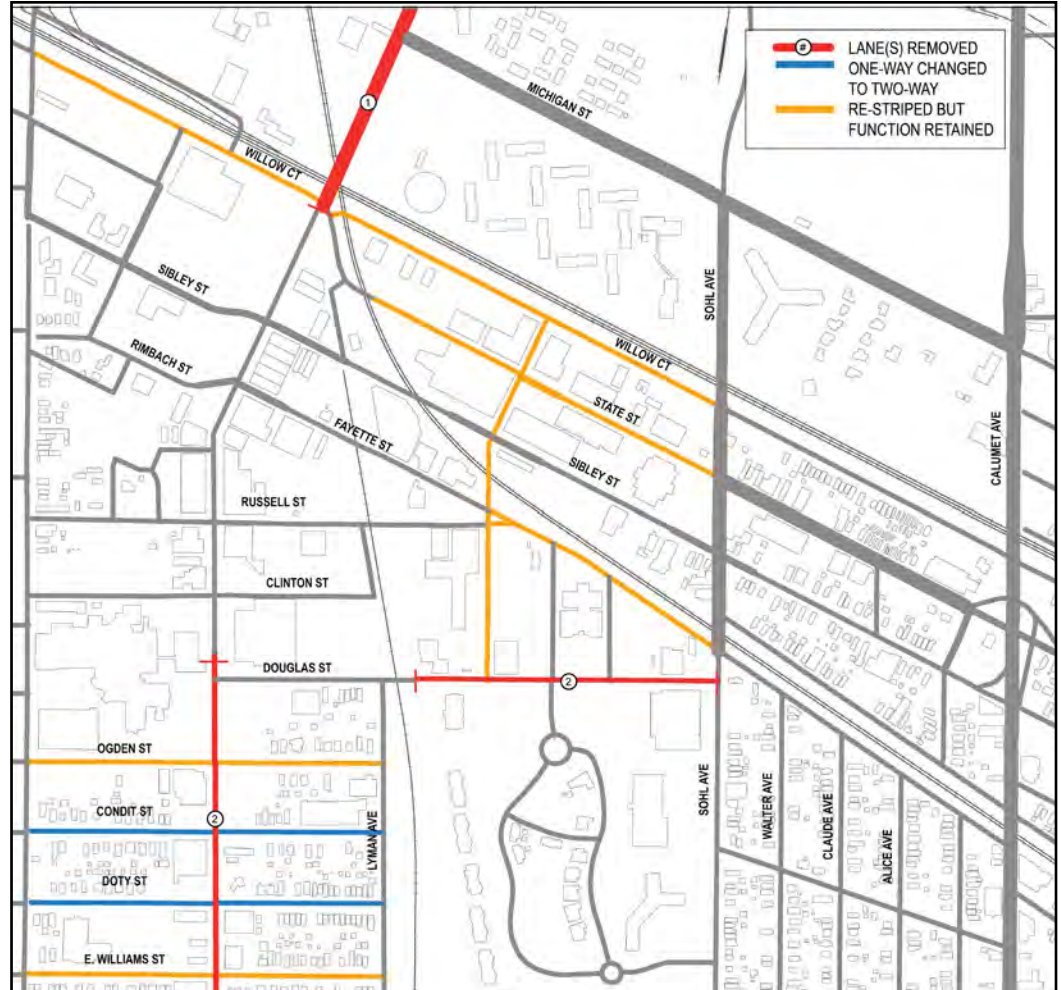 # LANE(S) REMOVED
ONE-WAY CHANGED
TO TWO-WAY
RE-STRIPED BUT
FUNCTION RETAINED
1
MICHIGAN ST
WILLOW CT
SIBLEY ST
RIMBACH ST
SOHL AVE
WILLOW CT
STATE ST
CALUMET AVE
FAYETTE ST
SIBLEY ST
RUSSELL ST
CLINTON ST
DOUGLAS ST
2
OGDEN ST
CONDIT ST
2
LYMAN AVE
SOHL AVE
WALTER AVE
CLAUDE AVE
ALICE AVE
DOTY ST
E. WILLIAMS ST